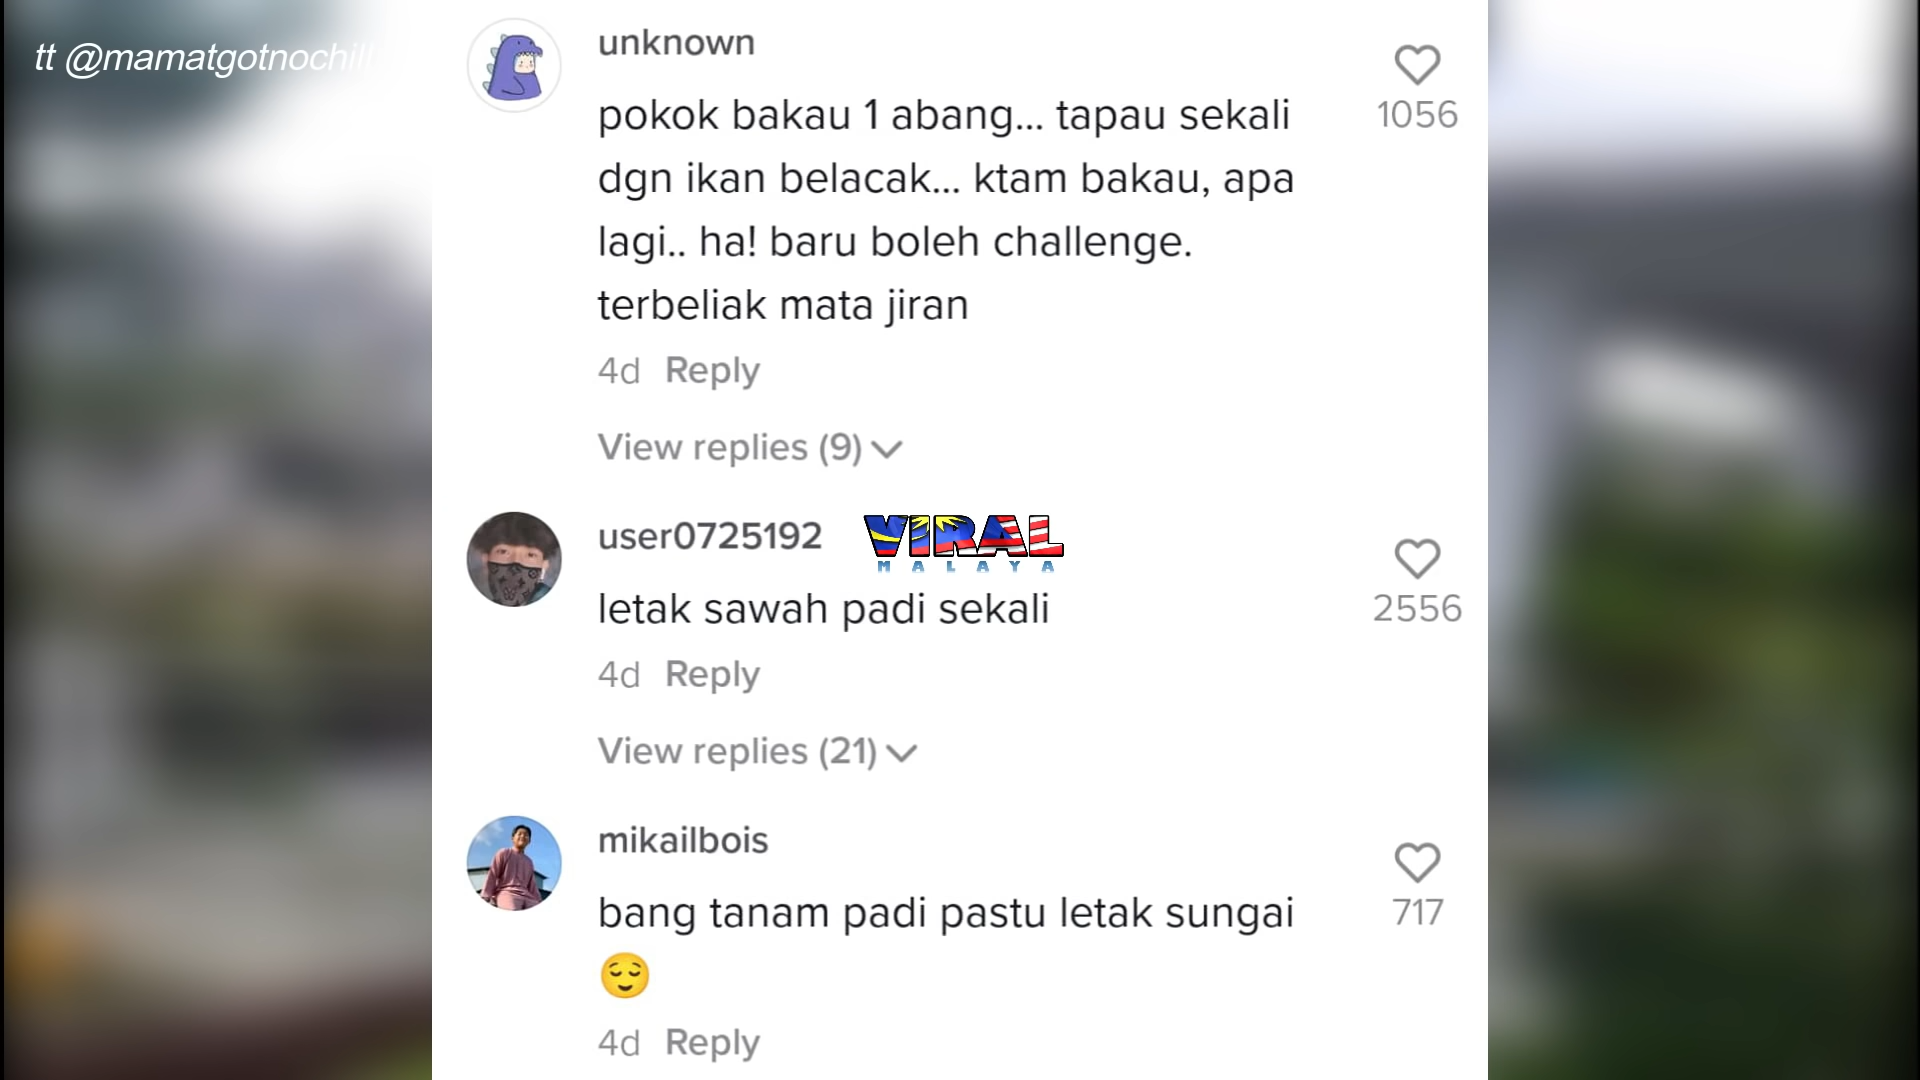 tt @mamatgotnochill
unknown
pokok bakau 1 abang... tapau sekali
dgn ikan belacak... ktam bakau, apa
lagi.. ha! baru boleh challenge.
terbeliak mata jiran
1056
4d Reply
View replies (9)
user0725192
VIRAL
MALAYA
letak sawah padi sekali
2556
4d Reply
View replies (21)
mikailbois
bang tanam padi pastu letak sungai
😌
717
4d Reply